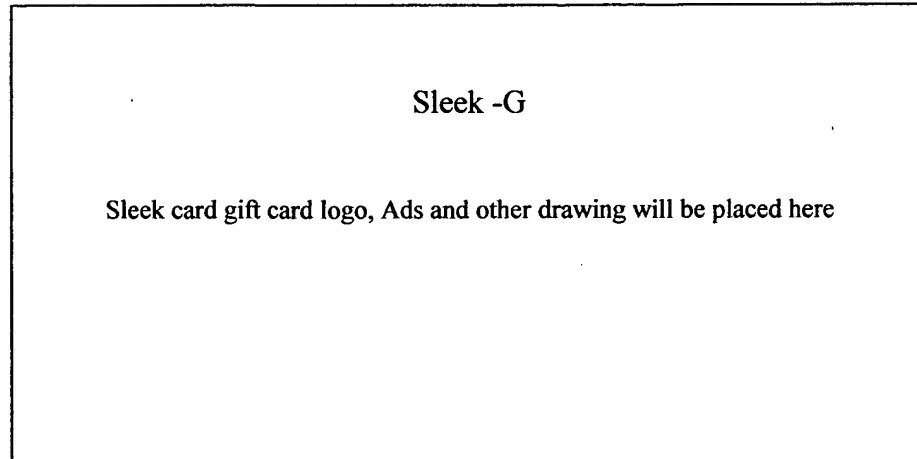 Sleek -G
Sleek card gift card logo, Ads and other drawing will be placed here